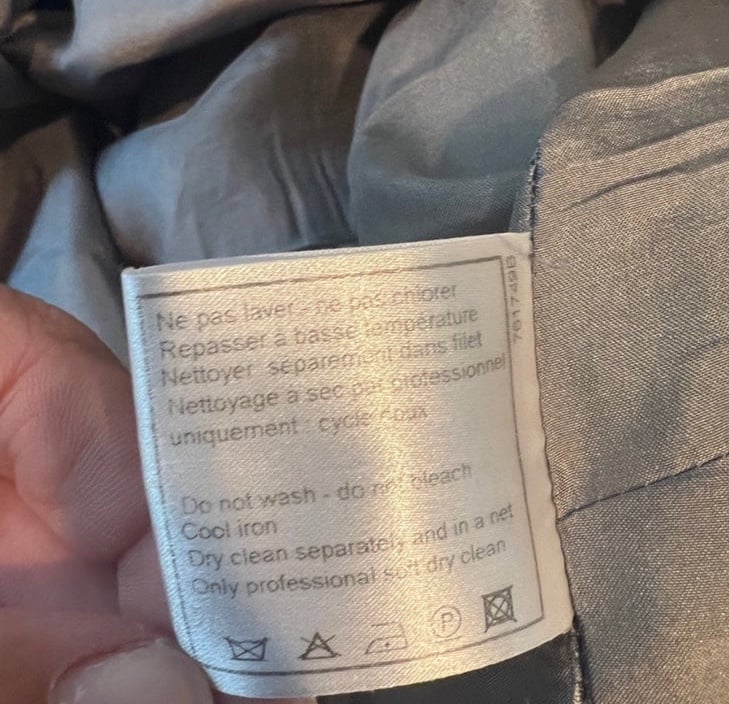 Ne pas laver - ne pas chlorer
Repasser à basse température
Nettoyer séparement dans filet
Nettoyage à sec par professionnel
uniquement : cycle doux
Do not wash - do not bleach
Cool iron
Dry clean separately and in a net
Only professional soft dry clean
P
761749B